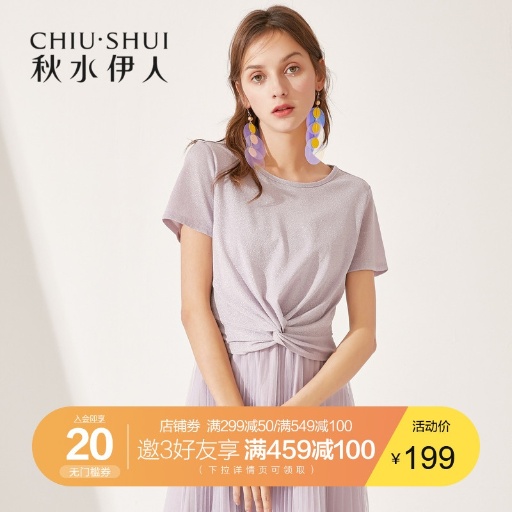 CHIU·SHUI
秋水伊人
入会即享
20
无门槛券
店铺券 满299减50/满549减100
邀3好友享 满459减100
(下拉详情页可领取)
活动价
¥199